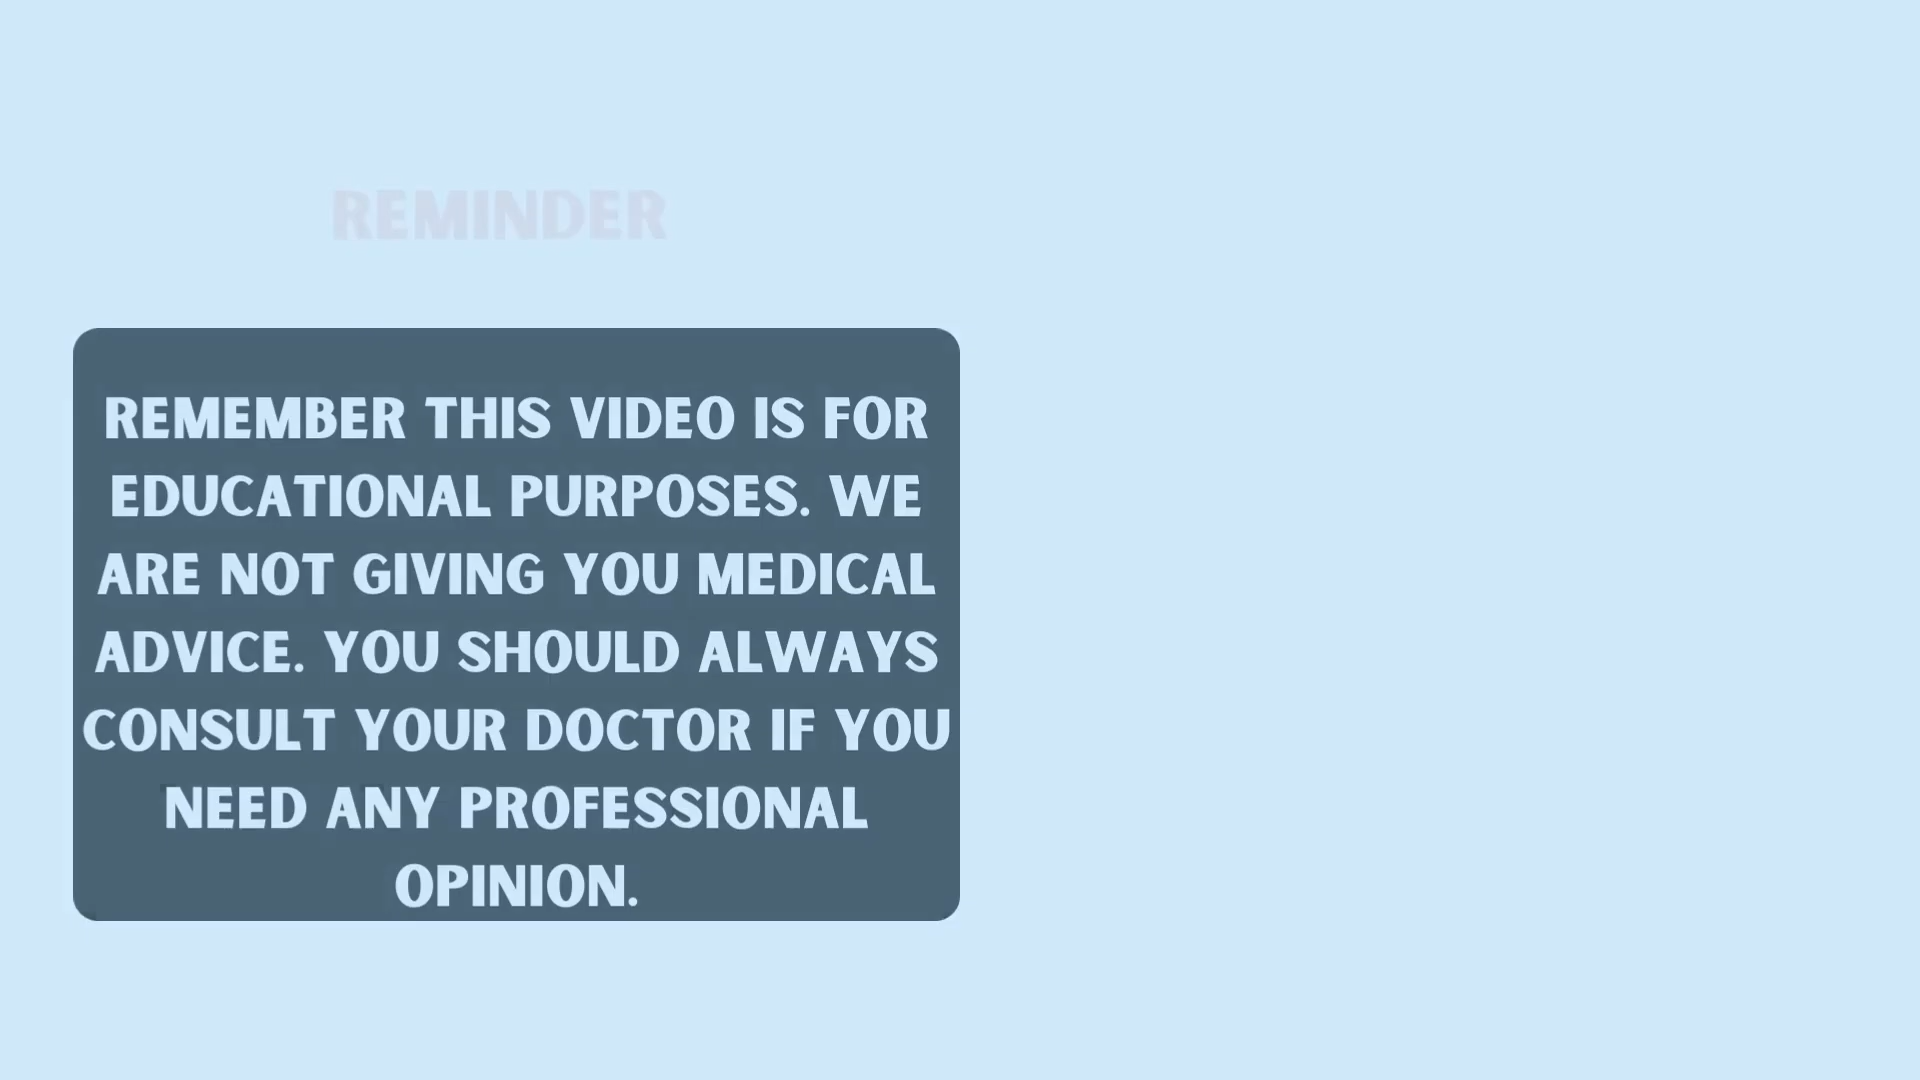 REMINDER
REMEMBER THIS VIDEO IS FOR
EDUCATIONAL PURPOSES. WE
ARE NOT GIVING YOU MEDICAL
ADVICE. YOU SHOULD ALWAYS
CONSULT YOUR DOCTOR IF YOU
NEED ANY PROFESSIONAL
OPINION.